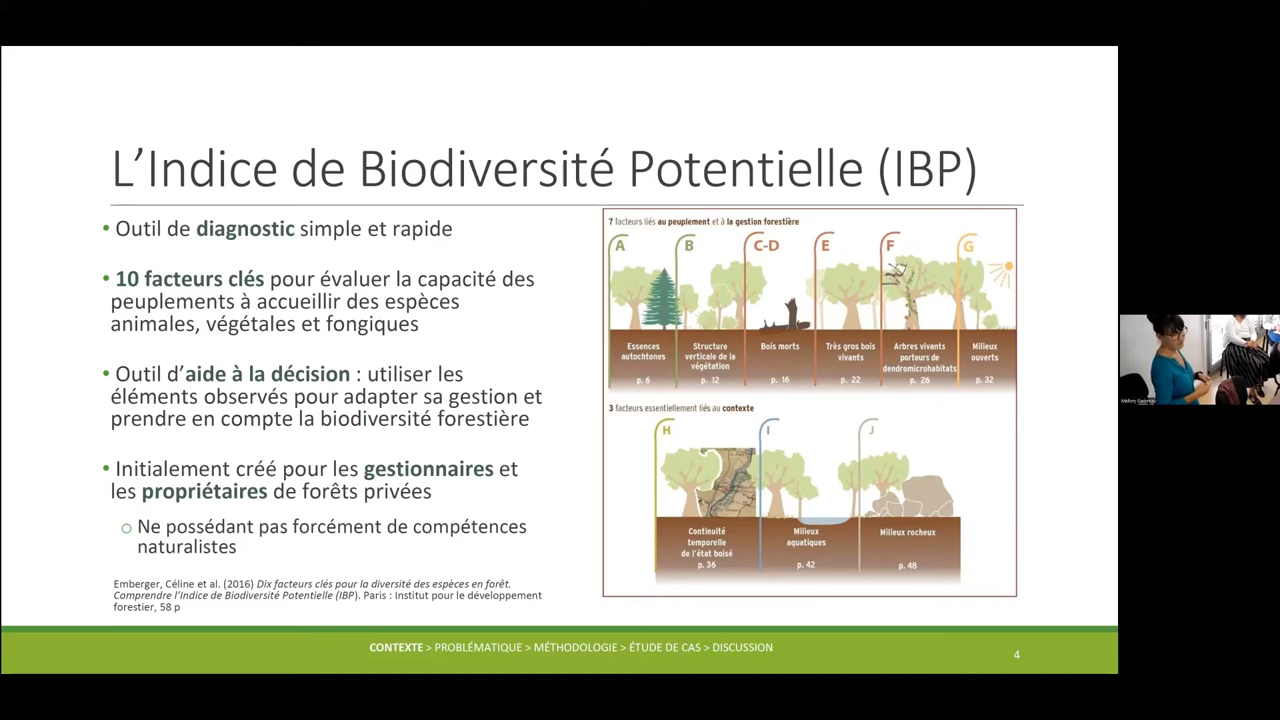 L'Indice de Biodiversité Potentielle (IBP)
• Outil de diagnostic simple et rapide
• 10 facteurs clés pour évaluer la capacité des
peuplements à accueillir des espèces
animales, végétales et fongiques
• Outil d'aide à la décision : utiliser les
éléments observés pour adapter sa gestion et
prendre en compte la biodiversité forestière
• Initialement créé pour les gestionnaires et
les propriétaires de forêts privées
o Ne possédant pas forcément de compétences
naturalistes
Emberger, Céline et al. (2016) Dix facteurs clés pour la diversité des espèces en forêt.
Comprendre l'Indice de Biodiversité Potentielle (IBP). Paris : Institut pour le développement
forestier, 58 p
7 facteurs liés au peuplement et à la gestion forestière
A B C-D E F G
Essences
autochtones
p. 6
Structure
verticale de la
végétation
p. 12
Bois morts
p. 16
Très gros bois
vivants
p. 22
Arbres vivants
porteurs de
dendromicrohabitats
p. 26
Milieux
ouverts
p. 32
3 facteurs essentiellement liés au contexte
H I J
Continuité
temporelle
de l'état boisé
p. 36
Milieux
aquatiques
p. 42
Milieux rocheux
p. 48
CONTEXTE > PROBLÉMATIQUE > MÉTHODOLOGIE > ÉTUDE DE CAS > DISCUSSION
4